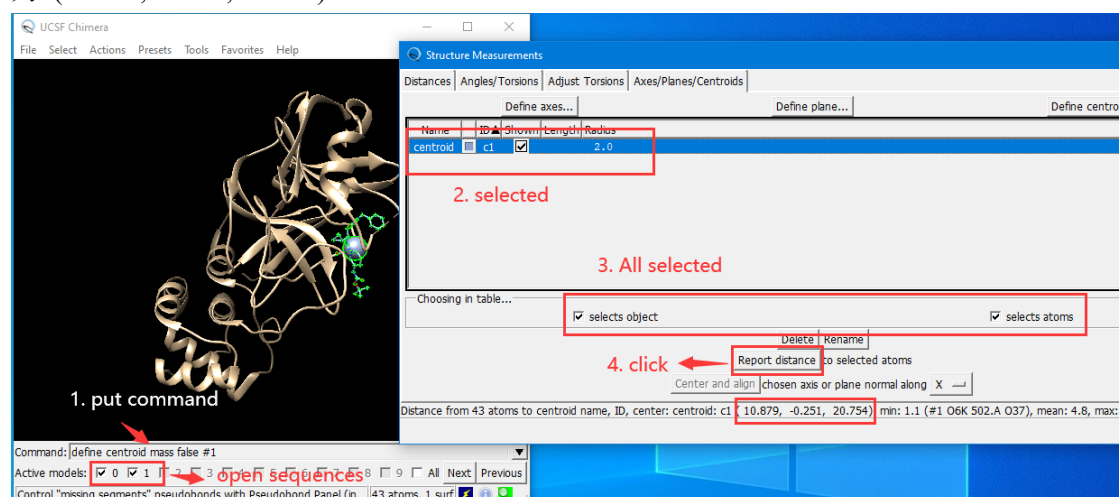 UCSF Chimera
File Select Actions Presets Tools Favorites Help
Structure Measurements
Distances Angles/Torsions Adjust Torsions Axes/Planes/Centroids
Define axes... Define plane... Define centro
Name ID Shown Length Radius
centroid c1 2.0
2. selected
3. All selected
Choosing in table...
selects object selects atoms
Delete Rename
4. click Report distance to selected atoms
Center and align chosen axis or plane normal along X
Distance from 43 atoms to centroid name, ID, center: centroid: c1 ( 10.879, -0.251, 20.754) min: 1.1 (#1 O6K 502.A O37), mean: 4.8, max:
1. put command
Command: define centroid mass false #1
Active models: 0 1 2 3 4 5 6 7 8 9 All Next Previous
open sequences
Control "missing segments" pseudobonds with Pseudobond Panel (in 43 atoms, 1 surf